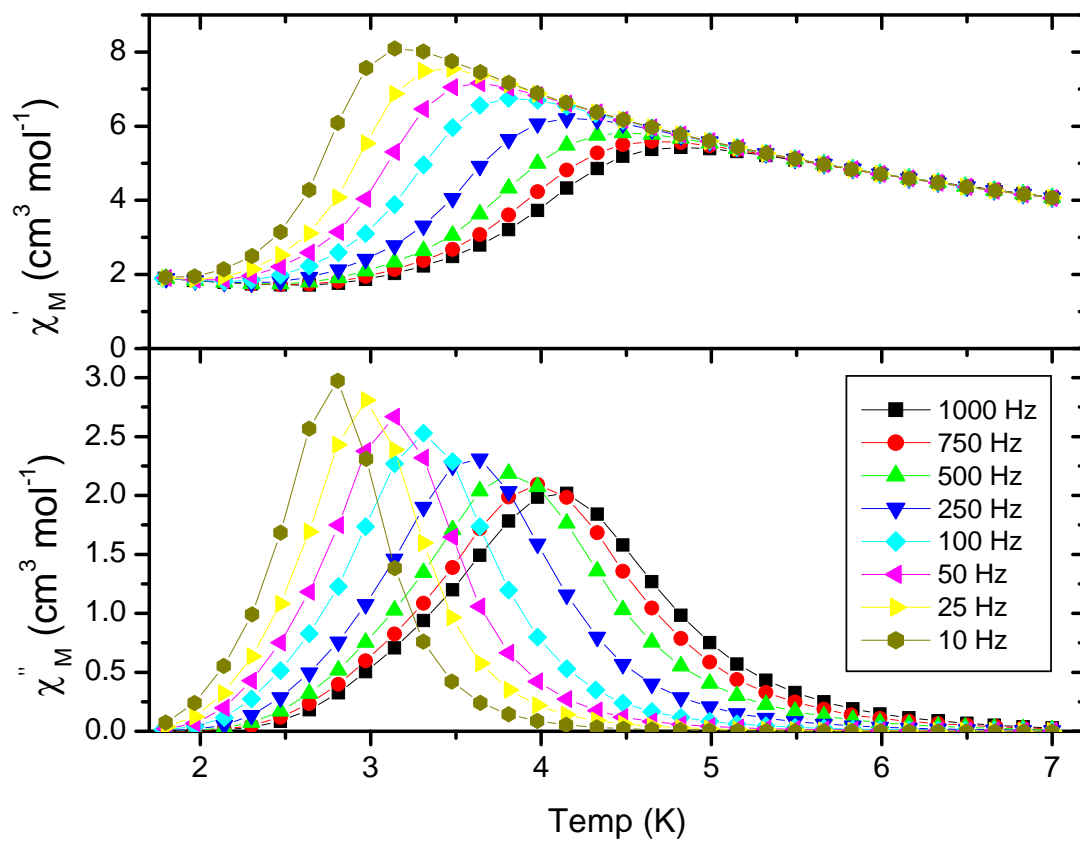 8
6
4
2
0
χ'M (cm³ mol⁻¹)
3.0
2.5
2.0
1.5
1.0
0.5
0.0
χ''M (cm³ mol⁻¹)
1000 Hz
750 Hz
500 Hz
250 Hz
100 Hz
50 Hz
25 Hz
10 Hz
2 3 4 5 6 7
Temp (K)